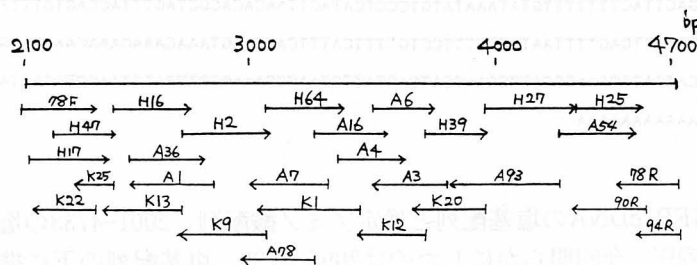 bp
2100 3000 4000 4700
78F H16 H64 A6 H27 H25
H47 H2 A16 H39 A54
H17 A36 A4
K25 A1 A7 A3 A93 78R
K22 K13 K1 K20 90R
K9 K12 94R
A78